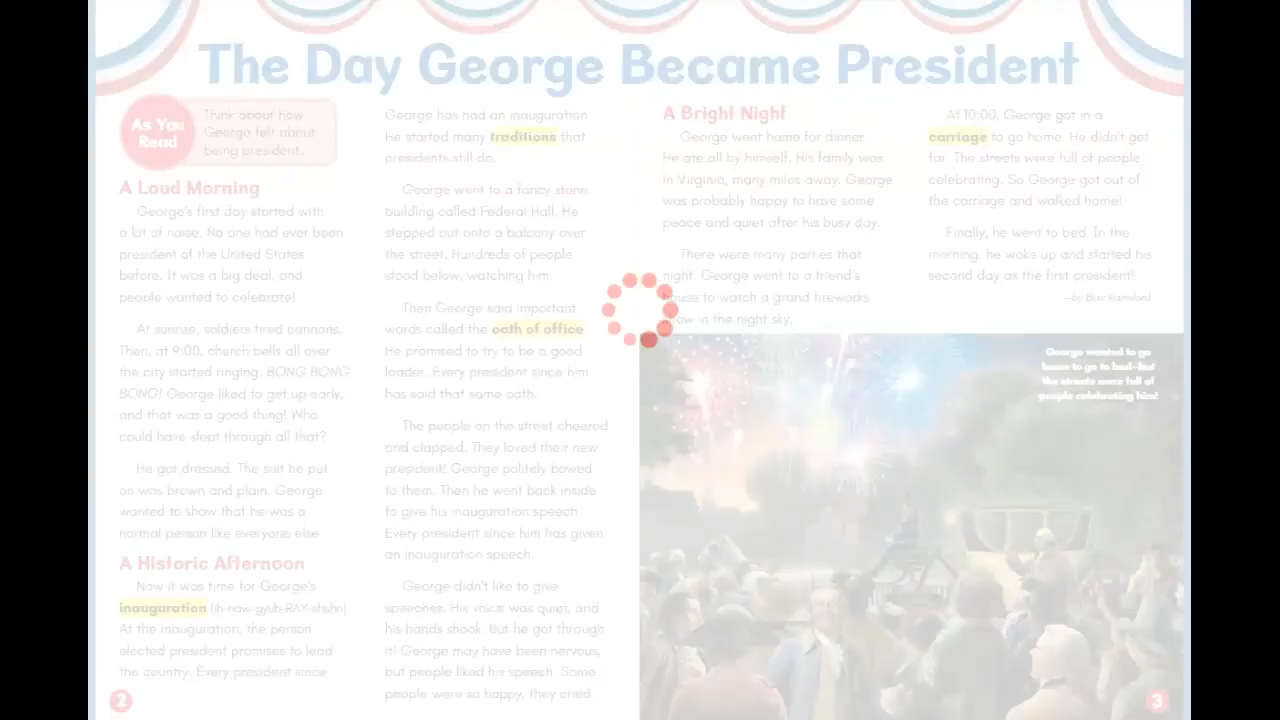 The Day George Became President
As You
Read
Think about how
George felt about
being president.
A Loud Morning
George's first day started with
a lot of noise. No one had ever been
president of the United States
before. It was a big deal, and
people wanted to celebrate!
At sunrise, soldiers fired cannons.
Then, at 9:00, church bells all over
the city started ringing. BONG BONG
BONG! George liked to get up early,
and that was a good thing! Who
could have slept through all that?
He got dressed. The suit he put
on was brown and plain. George
wanted to show that he was a
normal person like everyone else.
A Historic Afternoon
Now it was time for George's
inauguration (ih-naw-gyuh-RAY-shuhn).
At the inauguration, the person
elected president promises to lead
the country. Every president since
2
George has had an inauguration.
He started many traditions that
presidents still do.
George went to a fancy stone
building called Federal Hall. He
stepped out onto a balcony over
the street. Hundreds of people
stood below, watching him.
Then George said important
words called the oath of office.
He promised to try to be a good
leader. Every president since him
has said that same oath.
The people on the street cheered
and clapped. They loved their new
president! George politely bowed
to them. Then he went back inside
to give his inauguration speech.
Every president since him has given
an inauguration speech.
George didn't like to give
speeches. His voice was quiet, and
his hands shook. But he got through
it! George may have been nervous,
but people liked his speech. Some
people were so happy, they cried.
A Bright Night
George went home for dinner.
He ate all by himself. His family was
in Virginia, many miles away. George
was probably happy to have some
peace and quiet after his busy day.
There were many parties that
night. George went to a friend's
house to watch a grand fireworks
show in the night sky.
At 10:00, George got in a
carriage to go home. He didn't get
far. The streets were full of people
celebrating. So George got out of
the carriage and walked home!
Finally, he went to bed. In the
morning, he woke up and started his
second day as the first president!
—by Blair Rainsford
George wanted to go
home to go to bed—but
the streets were full of
people celebrating him!
3